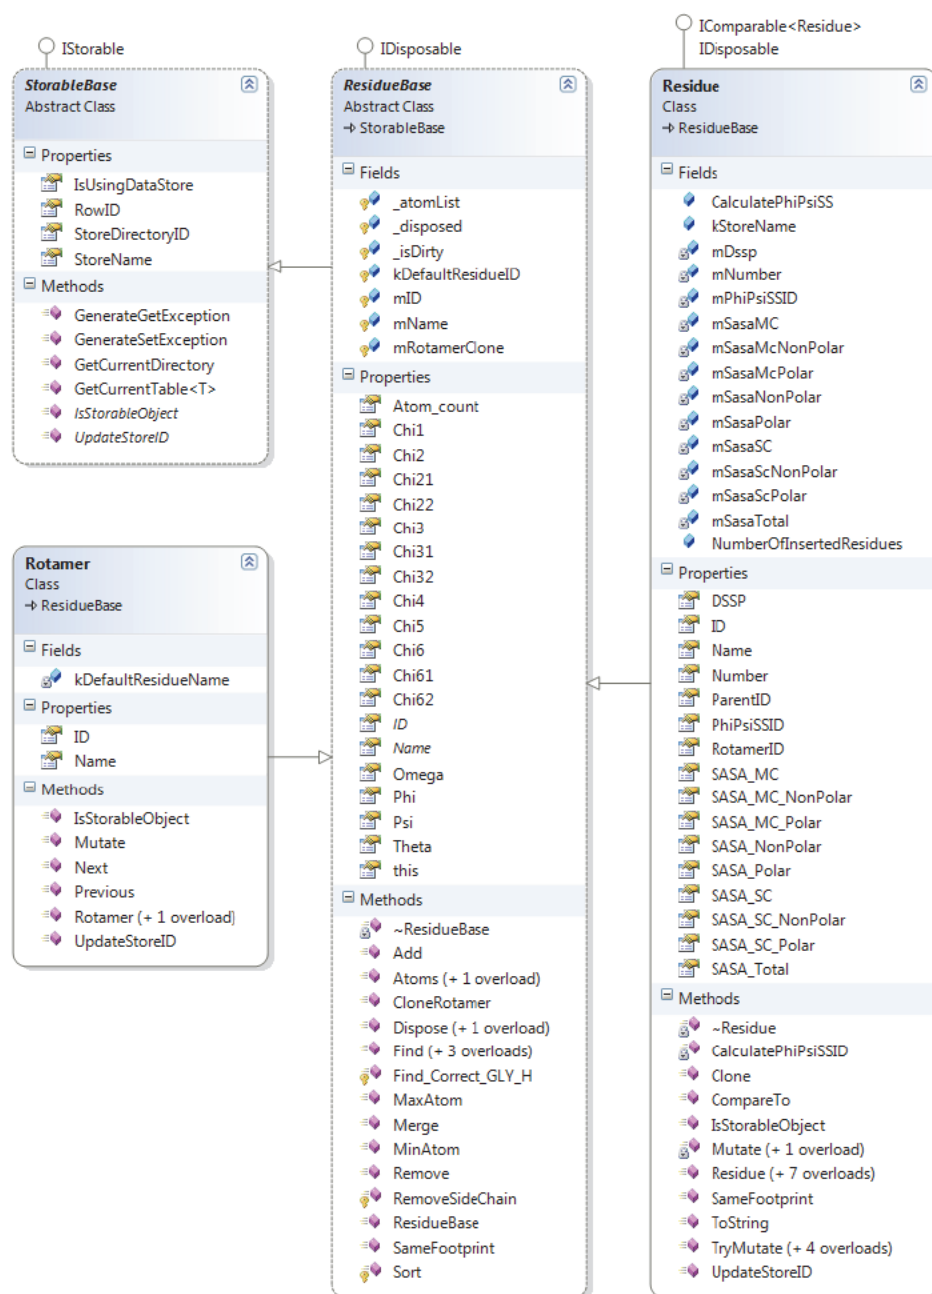 IStorable
StorableBase
Abstract Class
Properties
IsUsingDataStore
RowID
StoreDirectoryID
StoreName
Methods
GenerateGetException
GenerateSetException
GetCurrentDirectory
GetCurrentTable<T>
IsStorableObject
UpdateStoreID
Rotamer
Class
ResidueBase
Fields
kDefaultResidueName
Properties
ID
Name
Methods
IsStorableObject
Mutate
Next
Previous
Rotamer (+ 1 overload)
UpdateStoreID
IDisposable
ResidueBase
Abstract Class
StorableBase
Fields
_atomList
_disposed
_isDirty
kDefaultResidueID
mID
mName
mRotamerClone
Properties
Atom_count
Chi1
Chi2
Chi21
Chi22
Chi3
Chi31
Chi32
Chi4
Chi5
Chi6
Chi61
Chi62
ID
Name
Omega
Phi
Psi
Theta
this
Methods
~ResidueBase
Add
Atoms (+ 1 overload)
CloneRotamer
Dispose (+ 1 overload)
Find (+ 3 overloads)
Find_Correct_GLY_H
MaxAtom
Merge
MinAtom
Remove
RemoveSideChain
ResidueBase
SameFootprint
Sort
IComparable<Residue>
IDisposable
Residue
Class
ResidueBase
Fields
CalculatePhiPsiSS
kStoreName
mDssp
mNumber
mPhiPsiSSID
mSasaMC
mSasaMcNonPolar
mSasaMcPolar
mSasaNonPolar
mSasaPolar
mSasaSC
mSasaScNonPolar
mSasaScPolar
mSasaTotal
NumberOfInsertedResidues
Properties
DSSP
ID
Name
Number
ParentID
PhiPsiSSID
RotamerID
SASA_MC
SASA_MC_NonPolar
SASA_MC_Polar
SASA_NonPolar
SASA_Polar
SASA_SC
SASA_SC_NonPolar
SASA_SC_Polar
SASA_Total
Methods
~Residue
CalculatePhiPsiSSID
Clone
CompareTo
IsStorableObject
Mutate (+ 1 overload)
Residue (+ 7 overloads)
SameFootprint
ToString
TryMutate (+ 4 overloads)
UpdateStoreID